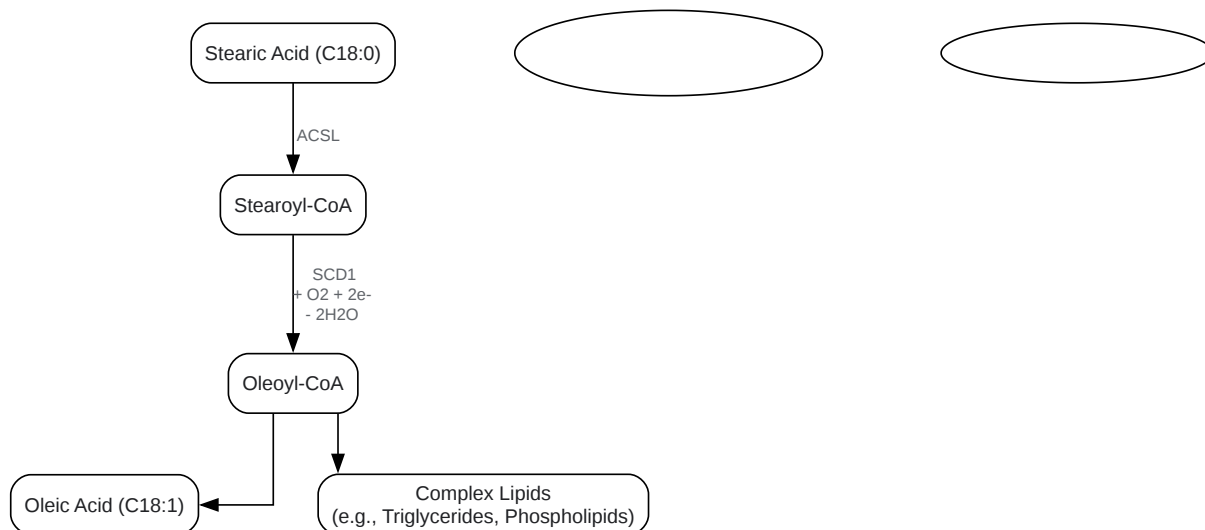 Stearic Acid (C18:0)
ACSL
Stearoyl-CoA
SCD1
+ O2 + 2e-
- 2H2O
Oleoyl-CoA
Oleic Acid (C18:1)
Complex Lipids
(e.g., Triglycerides, Phospholipids)